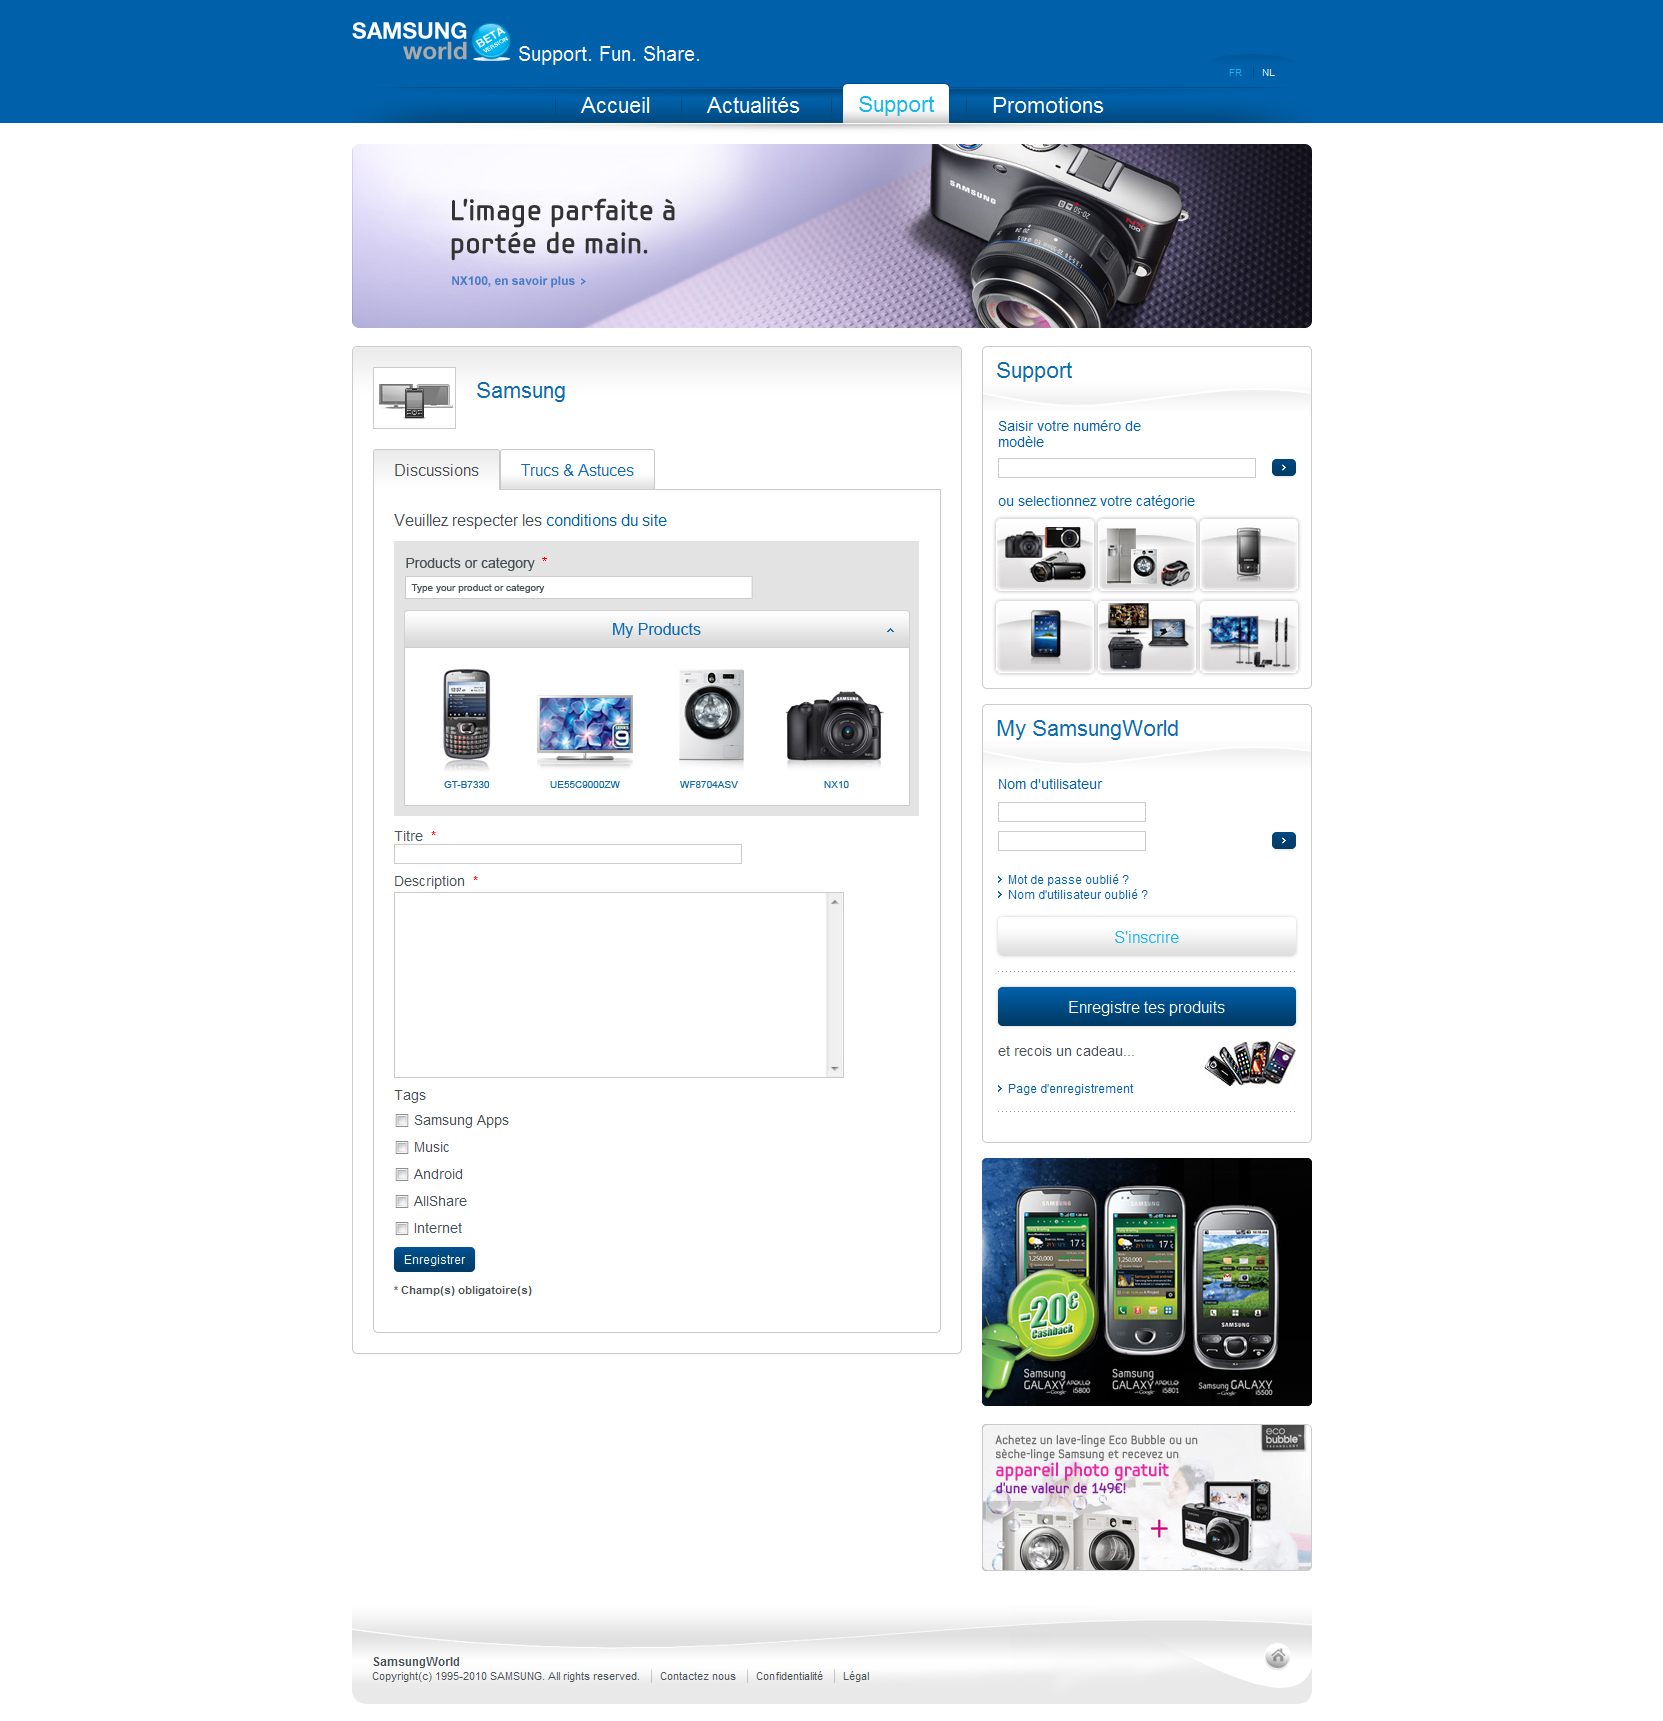 SAMSUNG
world
BETA
VERSION
Support. Fun. Share.
FR
NL
Accueil
Actualités
Support
Promotions
L'image parfaite à
portée de main.
NX100, en savoir plus >
SAMSUNG
Samsung
Discussions
Trucs & Astuces
Veuillez respecter les conditions du site
Products or category *
Type your product or category
My Products
GT-B7330
UE55C9000ZW
WF8704ASV
NX10
Titre *
Description *
Tags
Samsung Apps
Music
Android
AllShare
Internet
Enregistrer
* Champ(s) obligatoire(s)
Support
Saisir votre numéro de
modèle
ou selectionnez votre catégorie
My SamsungWorld
Nom d'utilisateur
Mot de passe oublié ?
Nom d'utilisateur oublié ?
S'inscrire
Enregistre tes produits
et recois un cadeau...
Page d'enregistrement
-20€
Cashback
Samsung
GALAXY APOLLO
i5800
Samsung
GALAXY APOLLO
i5801
Samsung GALAXY
i5500
Achetez un lave-linge Eco Bubble ou un
sèche-linge Samsung et recevez un
appareil photo gratuit
d'une valeur de 149€!
eco
bubble™
TECHNOLOGY
+
SamsungWorld
Copyright(c) 1995-2010 SAMSUNG. All rights reserved.
Contactez nous
Confidentialité
Légal